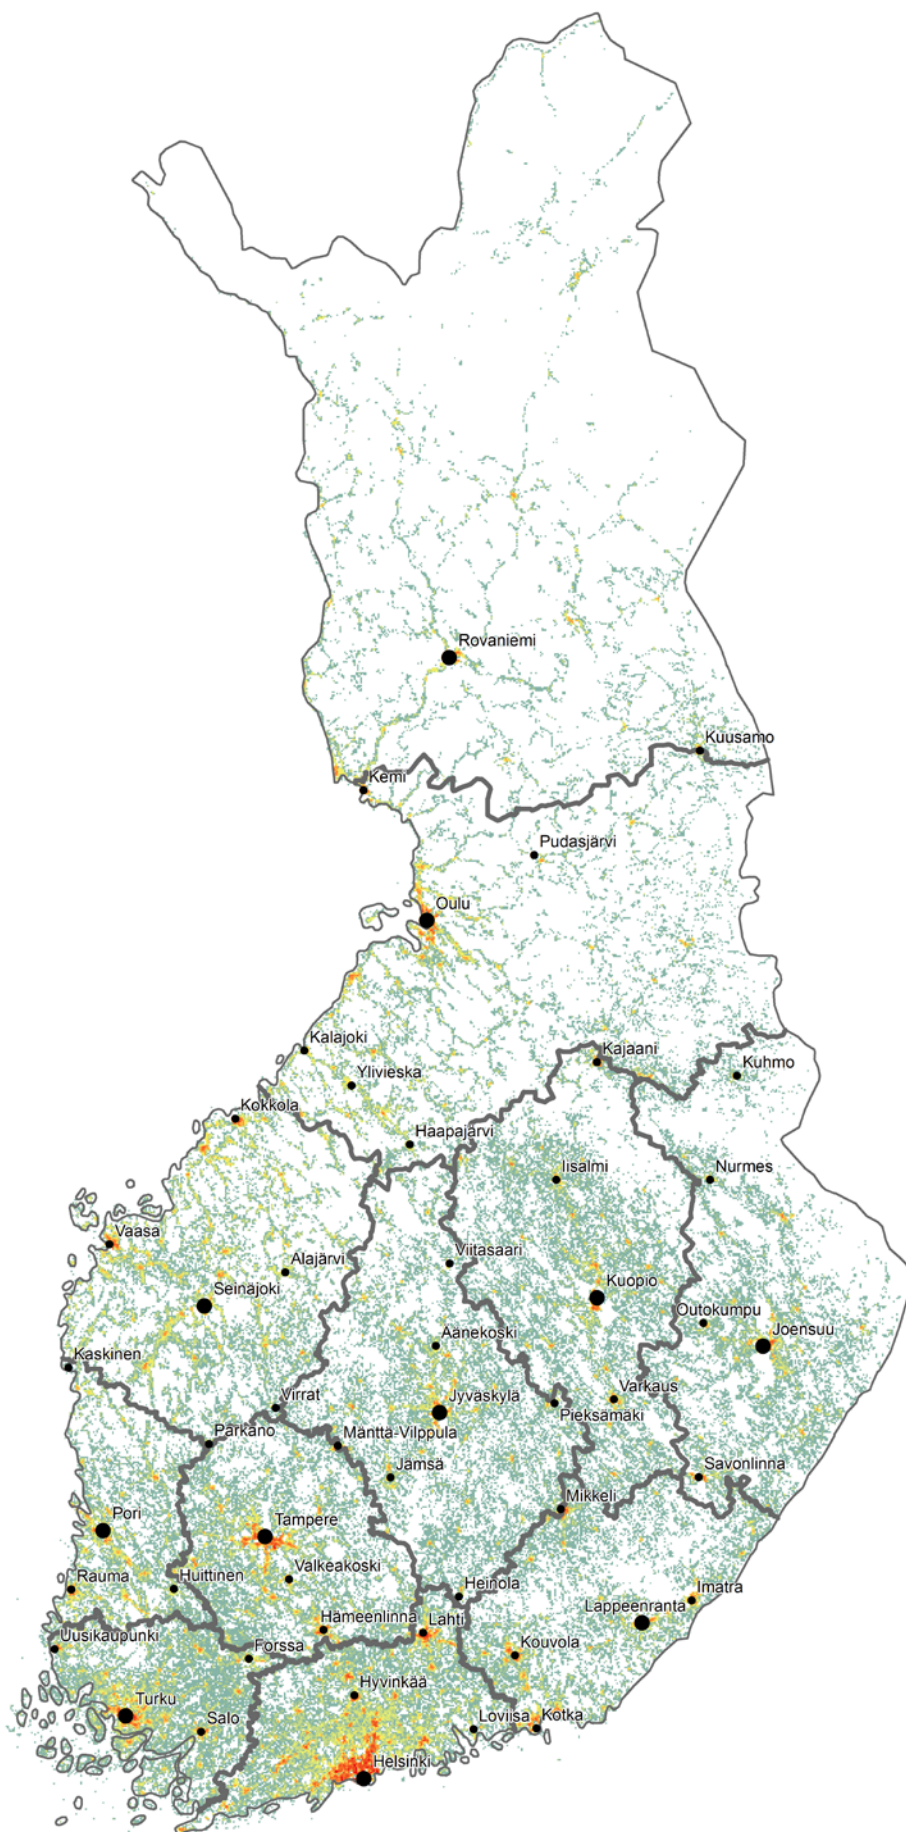 Rovaniemi
Kuusamo
Kemi
Pudasjärvi
Oulu
Kalajoki
Kajaani
Kuhmo
Ylivieska
Kokkola
Haapajärvi
Iisalmi
Nurmes
Vaasa
Viitasaari
Alajärvi
Seinäjoki
Kuopio
Outokumpu
Joensuu
Äänekoski
Kaskinen
Varkaus
Virrat
Jyväskylä
Pieksämäki
Parkano
Mänttä-Vilppula
Jämsä
Savonlinna
Mikkeli
Pori
Tampere
Valkeakoski
Rauma
Huittinen
Heinola
Imatra
Lappeenranta
Hämeenlinna
Lahti
Uusikaupunki
Forssa
Kouvola
Hyvinkää
Turku
Salo
Loviisa
Kotka
Helsinki